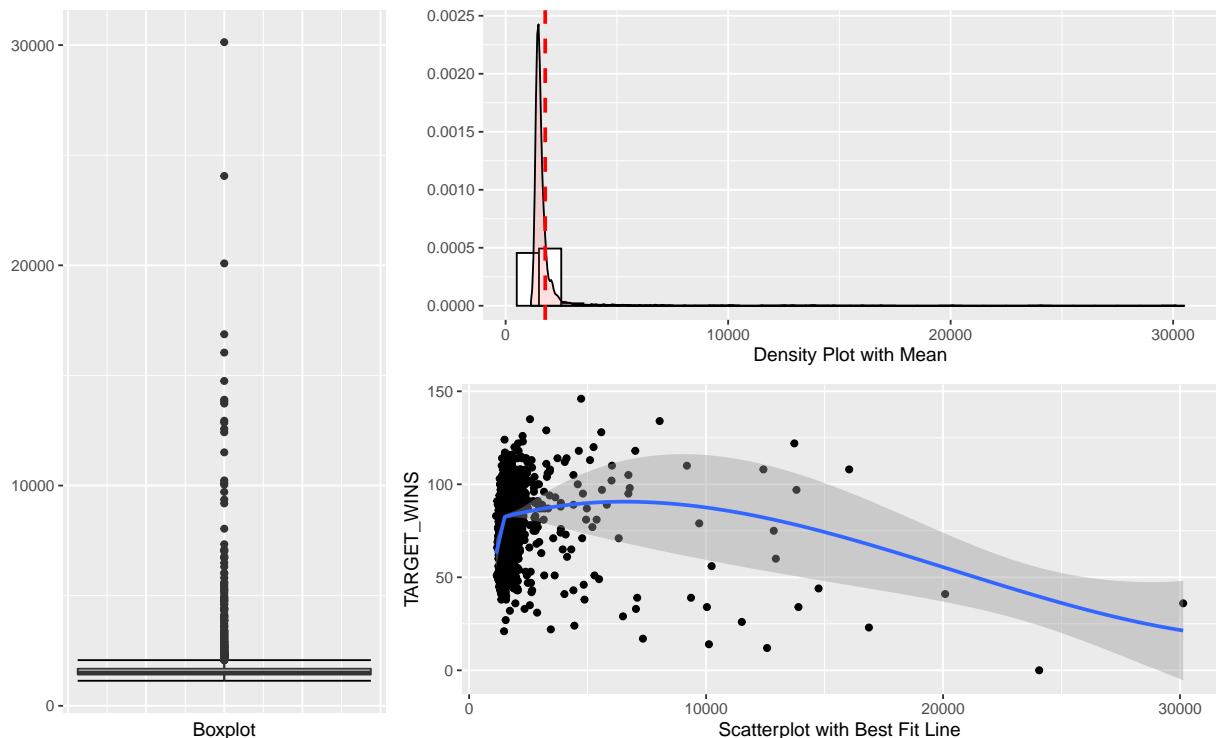 30000
20000
10000
0
Boxplot
0.0025
0.0020
0.0015
0.0010
0.0005
0.0000
0 10000 20000 30000
Density Plot with Mean
TARGET_WINS
150
100
50
0
0 10000 20000 30000
Scatterplot with Best Fit Line